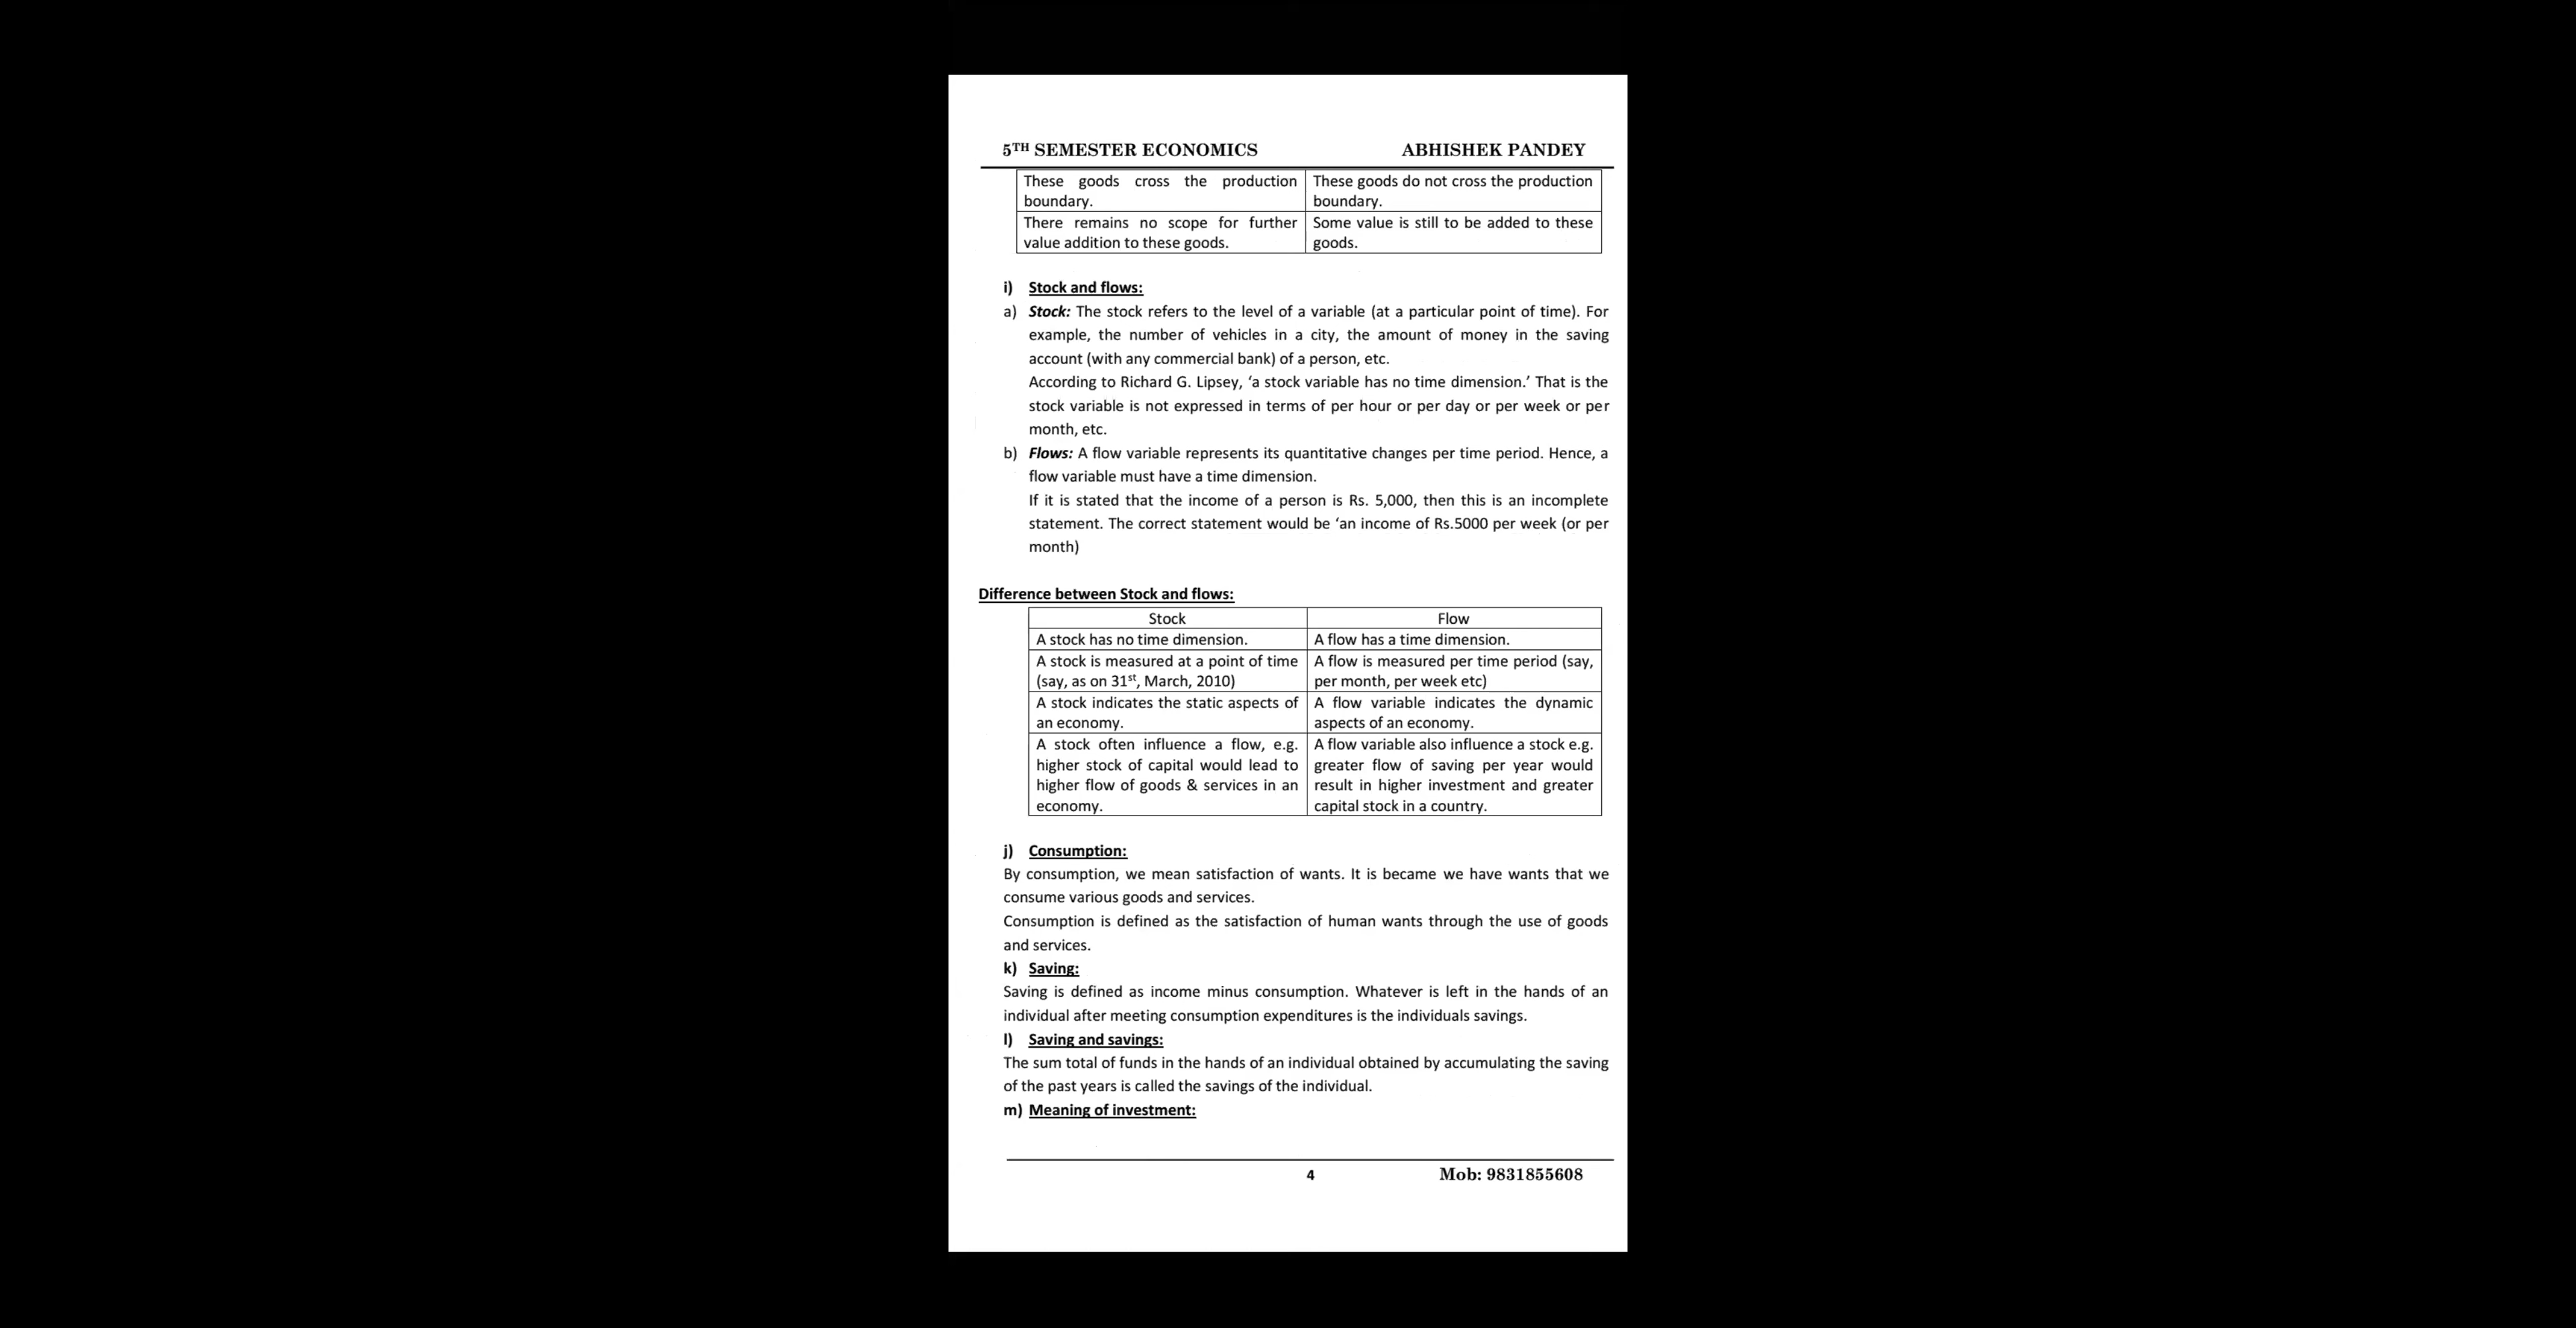 5TH SEMESTER ECONOMICS ABHISHEK PANDEY
These goods cross the production boundary. These goods do not cross the production boundary.
There remains no scope for further value addition to these goods. Some value is still to be added to these goods.
i) Stock and flows:
a) Stock: The stock refers to the level of a variable (at a particular point of time). For
example, the number of vehicles in a city, the amount of money in the saving
account (with any commercial bank) of a person, etc.
According to Richard G. Lipsey, ‘a stock variable has no time dimension.’ That is the
stock variable is not expressed in terms of per hour or per day or per week or per
month, etc.
b) Flows: A flow variable represents its quantitative changes per time period. Hence, a
flow variable must have a time dimension.
If it is stated that the income of a person is Rs. 5,000, then this is an incomplete
statement. The correct statement would be ‘an income of Rs.5000 per week (or per
month)
Difference between Stock and flows:
Stock Flow
A stock has no time dimension. A flow has a time dimension.
A stock is measured at a point of time (say, as on 31st, March, 2010) A flow is measured per time period (say, per month, per week etc)
A stock indicates the static aspects of an economy. A flow variable indicates the dynamic aspects of an economy.
A stock often influence a flow, e.g. higher stock of capital would lead to higher flow of goods & services in an economy. A flow variable also influence a stock e.g. greater flow of saving per year would result in higher investment and greater capital stock in a country.
j) Consumption:
By consumption, we mean satisfaction of wants. It is became we have wants that we
consume various goods and services.
Consumption is defined as the satisfaction of human wants through the use of goods
and services.
k) Saving:
Saving is defined as income minus consumption. Whatever is left in the hands of an
individual after meeting consumption expenditures is the individuals savings.
l) Saving and savings:
The sum total of funds in the hands of an individual obtained by accumulating the saving
of the past years is called the savings of the individual.
m) Meaning of investment:
4 Mob: 9831855608